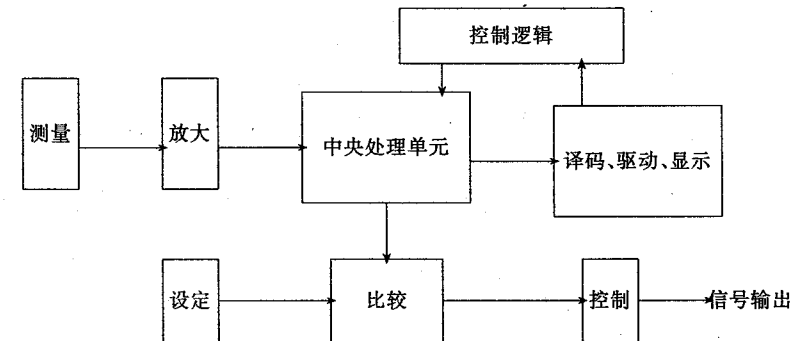 控制逻辑
测量
放大
中央处理单元
译码、驱动、显示
设定
比较
控制
信号输出